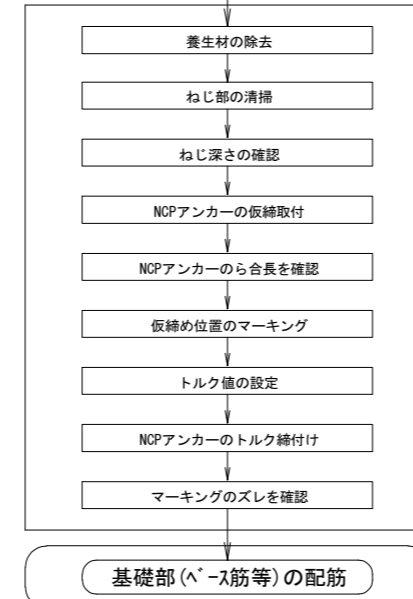 養生材の除去
ねじ部の清掃
ねじ深さの確認
NCPアンカーの仮締取付
NCPアンカーのら合長を確認
仮締め位置のマーキング
トルク値の設定
NCPアンカーのトルク締付け
マーキングのズレを確認
基礎部(ﾍﾞｰｽ筋等)の配筋